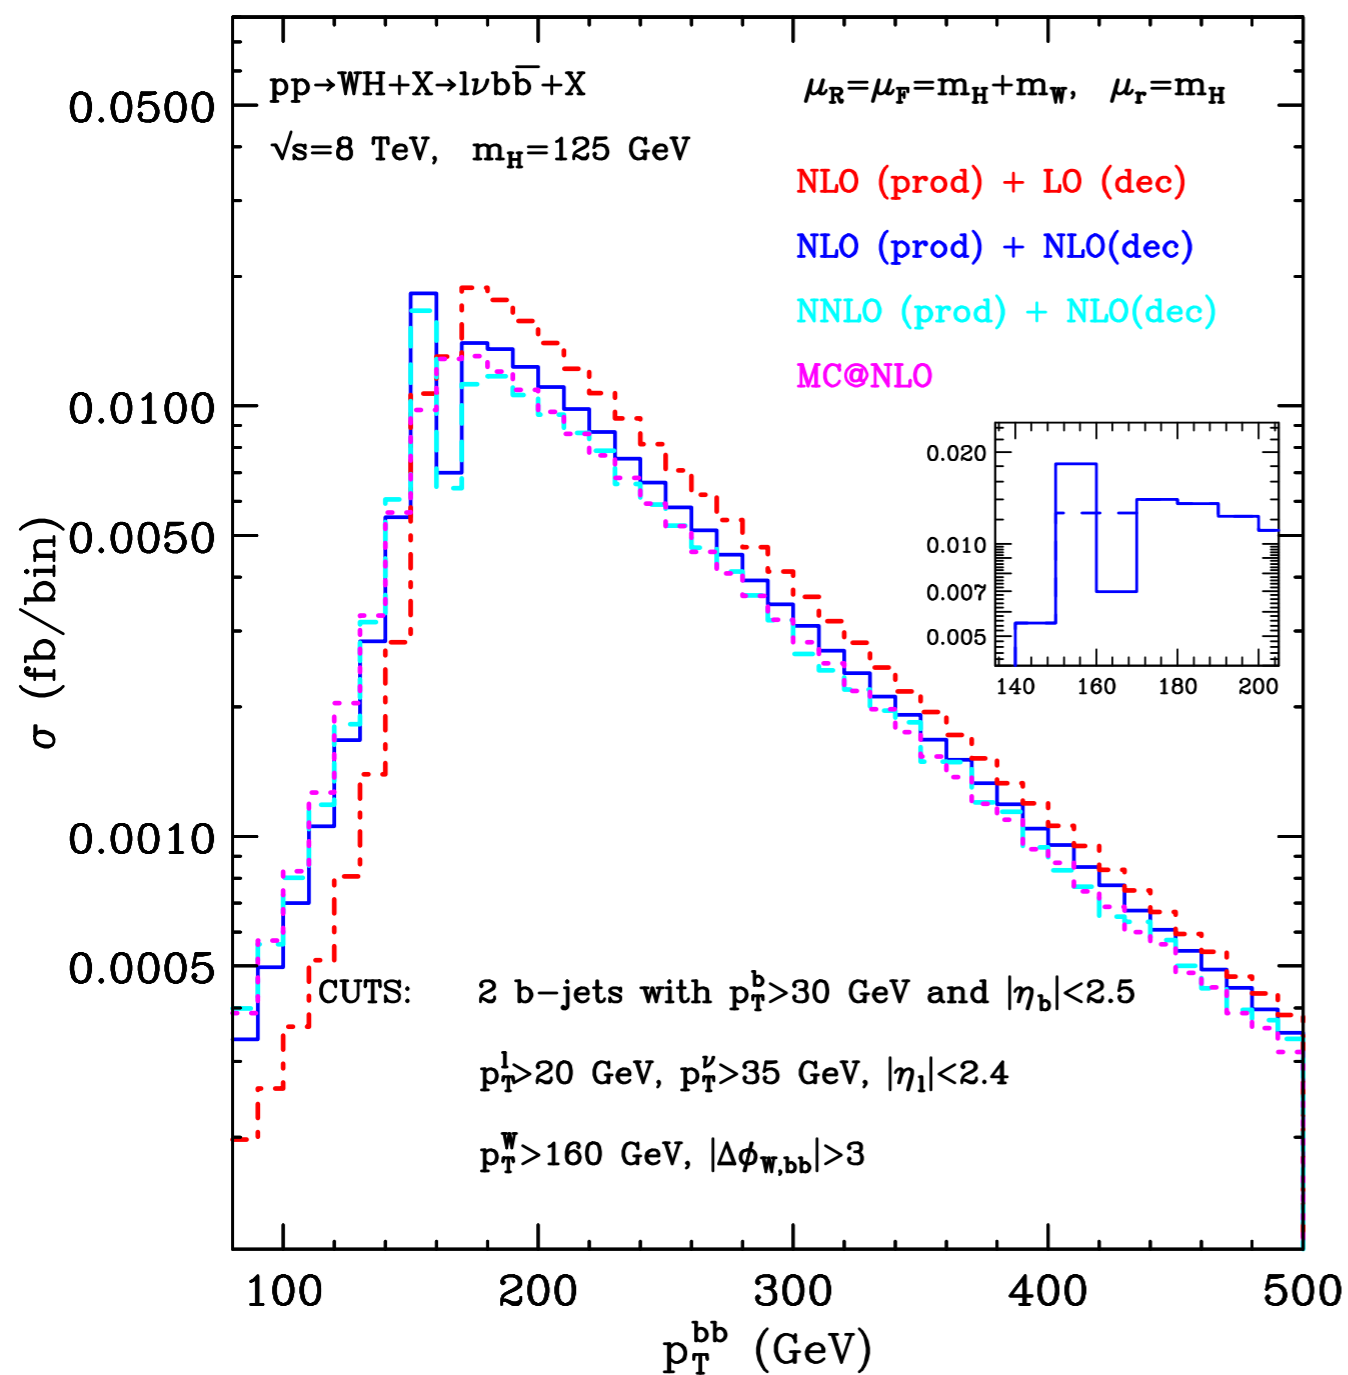 pp→WH+X→lνbb̅+X
μ_R=μ_F=m_H+m_W, μ_r=m_H
√s=8 TeV, m_H=125 GeV
NLO (prod) + LO (dec)
NLO (prod) + NLO(dec)
NNLO (prod) + NLO(dec)
MC@NLO
0.0500
0.0100
0.0050
0.0010
0.0005
σ (fb/bin)
0.020
0.010
0.007
0.005
140 160 180 200
CUTS: 2 b-jets with p_T^b>30 GeV and |η_b|<2.5
p_T^l>20 GeV, p_T^ν>35 GeV, |η_l|<2.4
p_T^W>160 GeV, |Δϕ_W,bb|>3
100 200 300 400 500
p_T^bb (GeV)